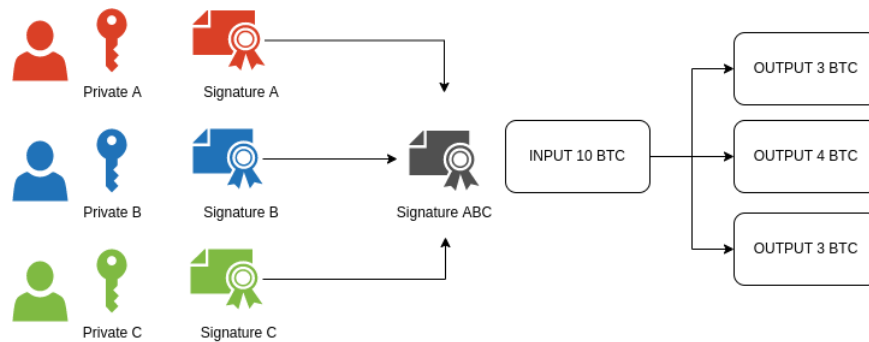 Private A
Signature A
Private B
Signature B
Private C
Signature C
Signature ABC
INPUT 10 BTC
OUTPUT 3 BTC
OUTPUT 4 BTC
OUTPUT 3 BTC